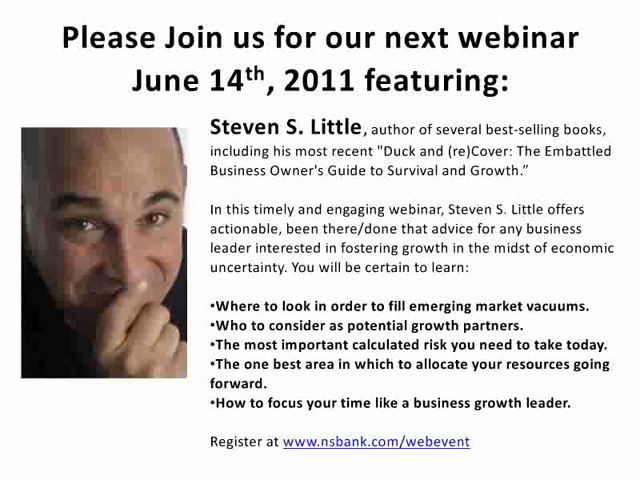 Please Join us for our next webinar
June 14th, 2011 featuring:
Steven S. Little, author of several best-selling books,
including his most recent "Duck and (re)Cover: The Embattled
Business Owner's Guide to Survival and Growth.”
In this timely and engaging webinar, Steven S. Little offers
actionable, been there/done that advice for any business
leader interested in fostering growth in the midst of economic
uncertainty. You will be certain to learn:
•Where to look in order to fill emerging market vacuums.
•Who to consider as potential growth partners.
•The most important calculated risk you need to take today.
•The one best area in which to allocate your resources going
forward.
•How to focus your time like a business growth leader.
Register at www.nsbank.com/webevent